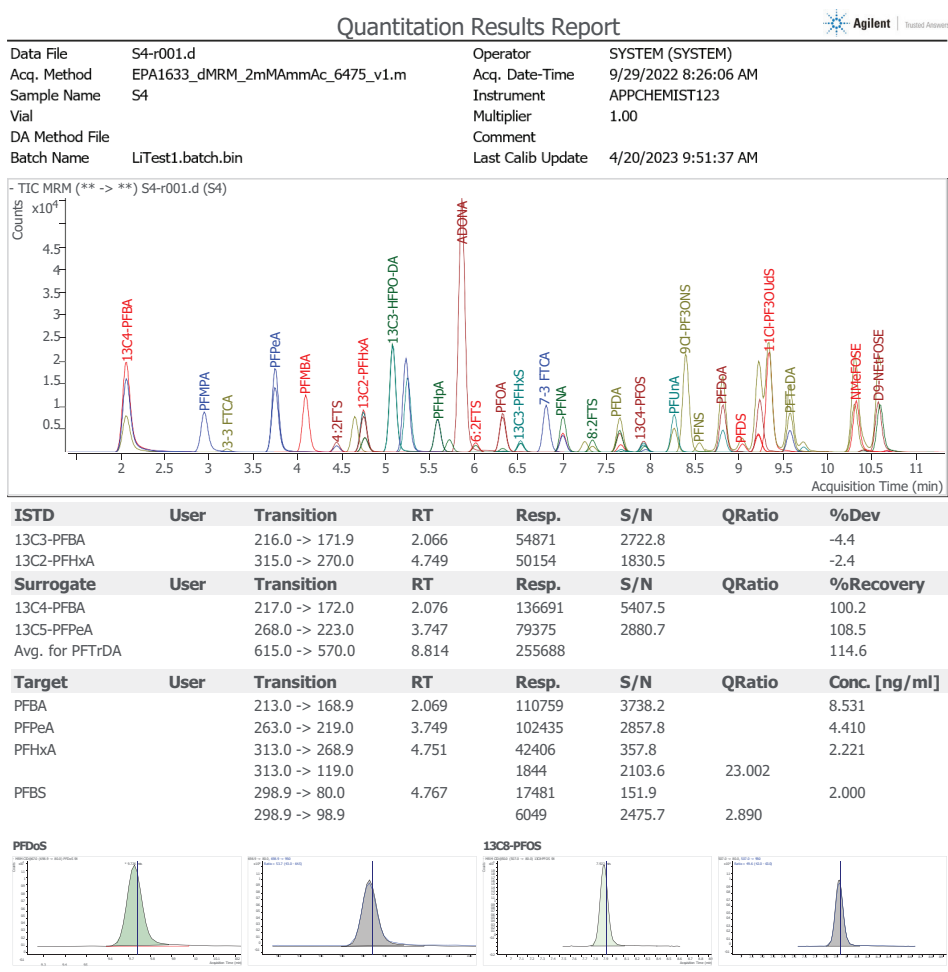 Quantitation Results Report
Agilent Trusted Answers
Data File S4-r001.d Operator SYSTEM (SYSTEM)
Acq. Method EPA1633_dMRM_2mMAmmAc_6475_v1.m Acq. Date-Time 9/29/2022 8:26:06 AM
Sample Name S4 Instrument APPCHEMIST123
Vial Multiplier 1.00
DA Method File Comment
Batch Name LiTest1.batch.bin Last Calib Update 4/20/2023 9:51:37 AM
- TIC MRM (** -> **) S4-r001.d (S4)
Counts
x10⁴
4.5
4
3.5
3
2.5
2
1.5
1
0.5
13C4-PFBA
PFMPA
3-3 FTCA
PFPeA
PFMBA
4:2FTS
13C2-PFHxA
13C3-HFPO-DA
PFHpA
ADONA
6:2FTS
PFOA
13C3-PFHxS
7-3 FTCA
PFNA
8:2FTS
PFDA
13C4-PFOS
PFUnA
9Cl-PF3ONS
PFNS
PFDoA
PFDS
11Cl-PF3OUdS
PFTeDA
NMeFOSE
D9-NEtFOSE
2 2.5 3 3.5 4 4.5 5 5.5 6 6.5 7 7.5 8 8.5 9 9.5 10 10.5 11
Acquisition Time (min)
ISTD User Transition RT Resp. S/N QRatio %Dev
13C3-PFBA 216.0 -> 171.9 2.066 54871 2722.8 -4.4
13C2-PFHxA 315.0 -> 270.0 4.749 50154 1830.5 -2.4
Surrogate User Transition RT Resp. S/N QRatio %Recovery
13C4-PFBA 217.0 -> 172.0 2.076 136691 5407.5 100.2
13C5-PFPeA 268.0 -> 223.0 3.747 79375 2880.7 108.5
Avg. for PFTrDA 615.0 -> 570.0 8.814 255688 114.6
Target User Transition RT Resp. S/N QRatio Conc. [ng/ml]
PFBA 213.0 -> 168.9 2.069 110759 3738.2 8.531
PFPeA 263.0 -> 219.0 3.749 102435 2857.8 4.410
PFHxA 313.0 -> 268.9 4.751 42406 357.8 2.221
313.0 -> 119.0 1844 2103.6 23.002
PFBS 298.9 -> 80.0 4.767 17481 151.9 2.000
298.9 -> 98.9 6049 2475.7 2.890
PFDoS 13C8-PFOS